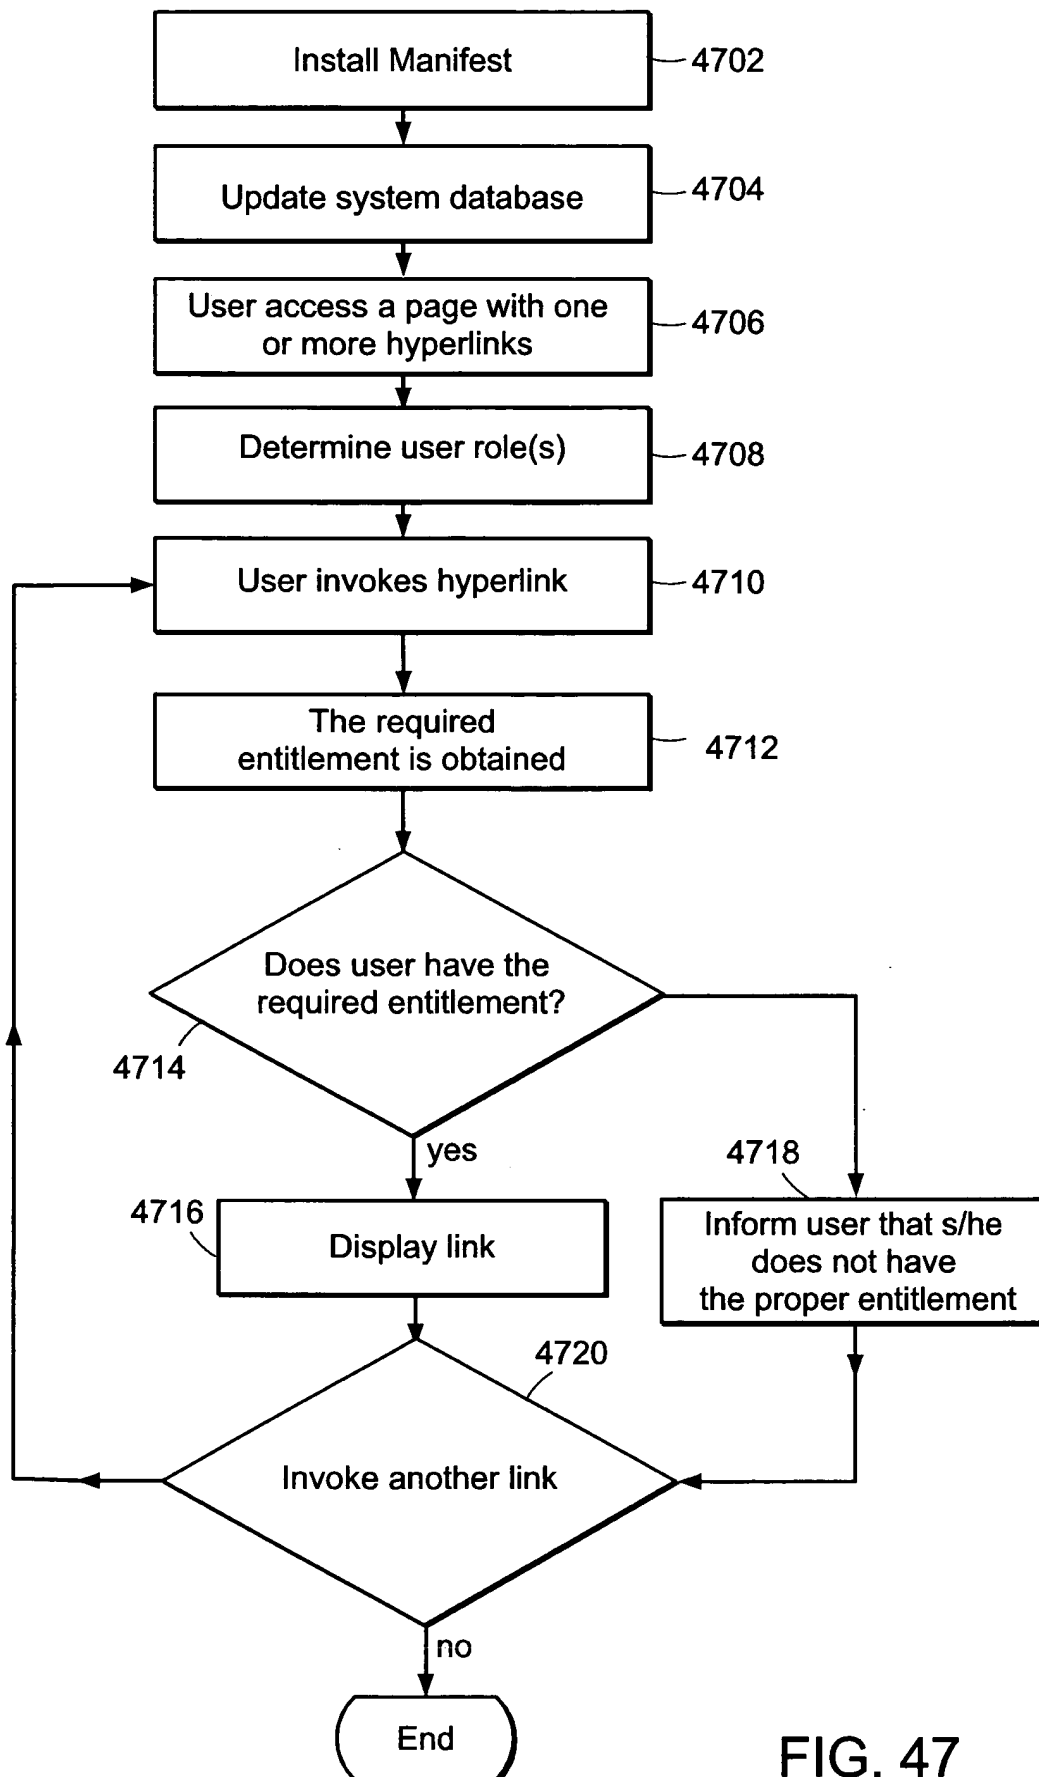 Install Manifest
4702
Update system database
4704
User access a page with one
or more hyperlinks
4706
Determine user role(s)
4708
User invokes hyperlink
4710
The required
entitlement is obtained
4712
Does user have the
required entitlement?
4714
yes
4716
Display link
4718
Inform user that s/he
does not have
the proper entitlement
4720
Invoke another link
no
End
FIG. 47